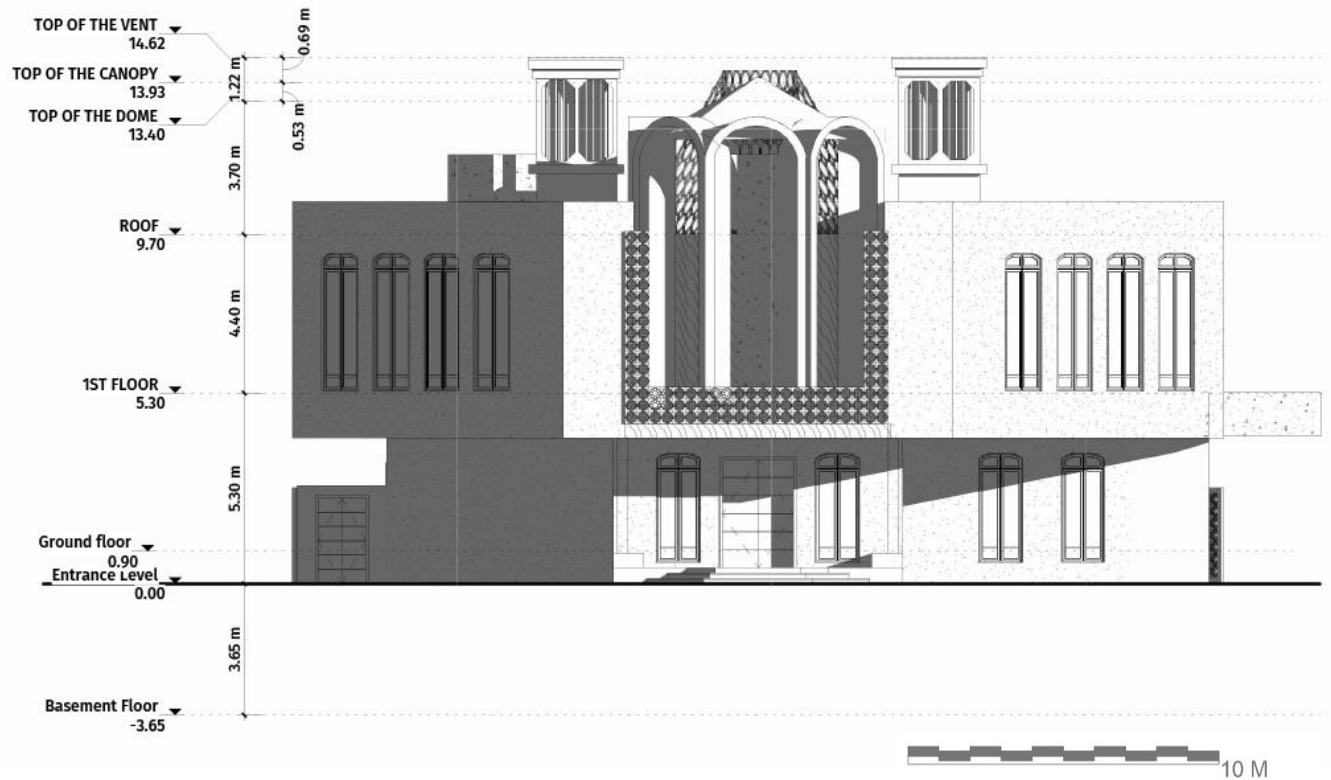 TOP OF THE VENT
14.62
0.69 m
1.22 m
TOP OF THE CANOPY
13.93
TOP OF THE DOME
13.40
0.53 m
3.70 m
ROOF
9.70
4.40 m
1ST FLOOR
5.30
5.30 m
Ground floor
0.90
Entrance Level
0.00
3.65 m
Basement Floor
-3.65
10 M